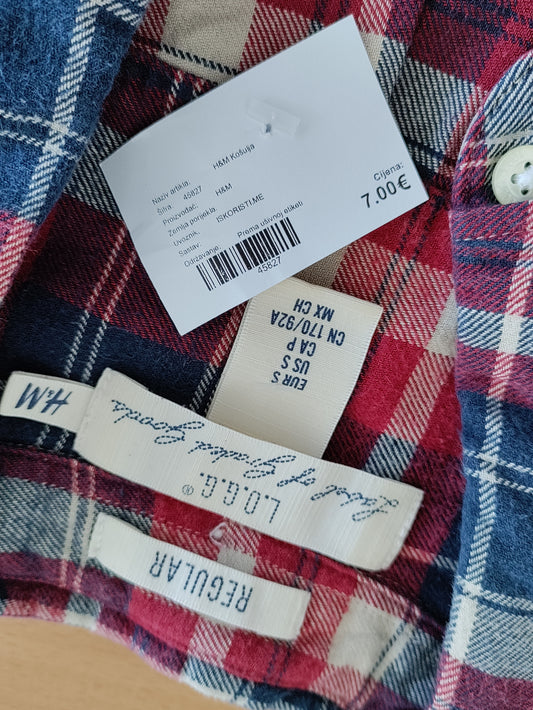 Naziv artikla: H&M Košulja
Šifra: 45827
Proizvođač: H&M
Zemlja porijekla:
Uvoznik: ISKORISTI.ME
Sastav:
Održavanje: Prema ušivnoj etiketi
45827
Cijena:
7.00€
EUR S
US S
CA P
CN 170/92A
MX CH
H&M
L.O.G.G.®
Label of Graded Goods
REGULAR